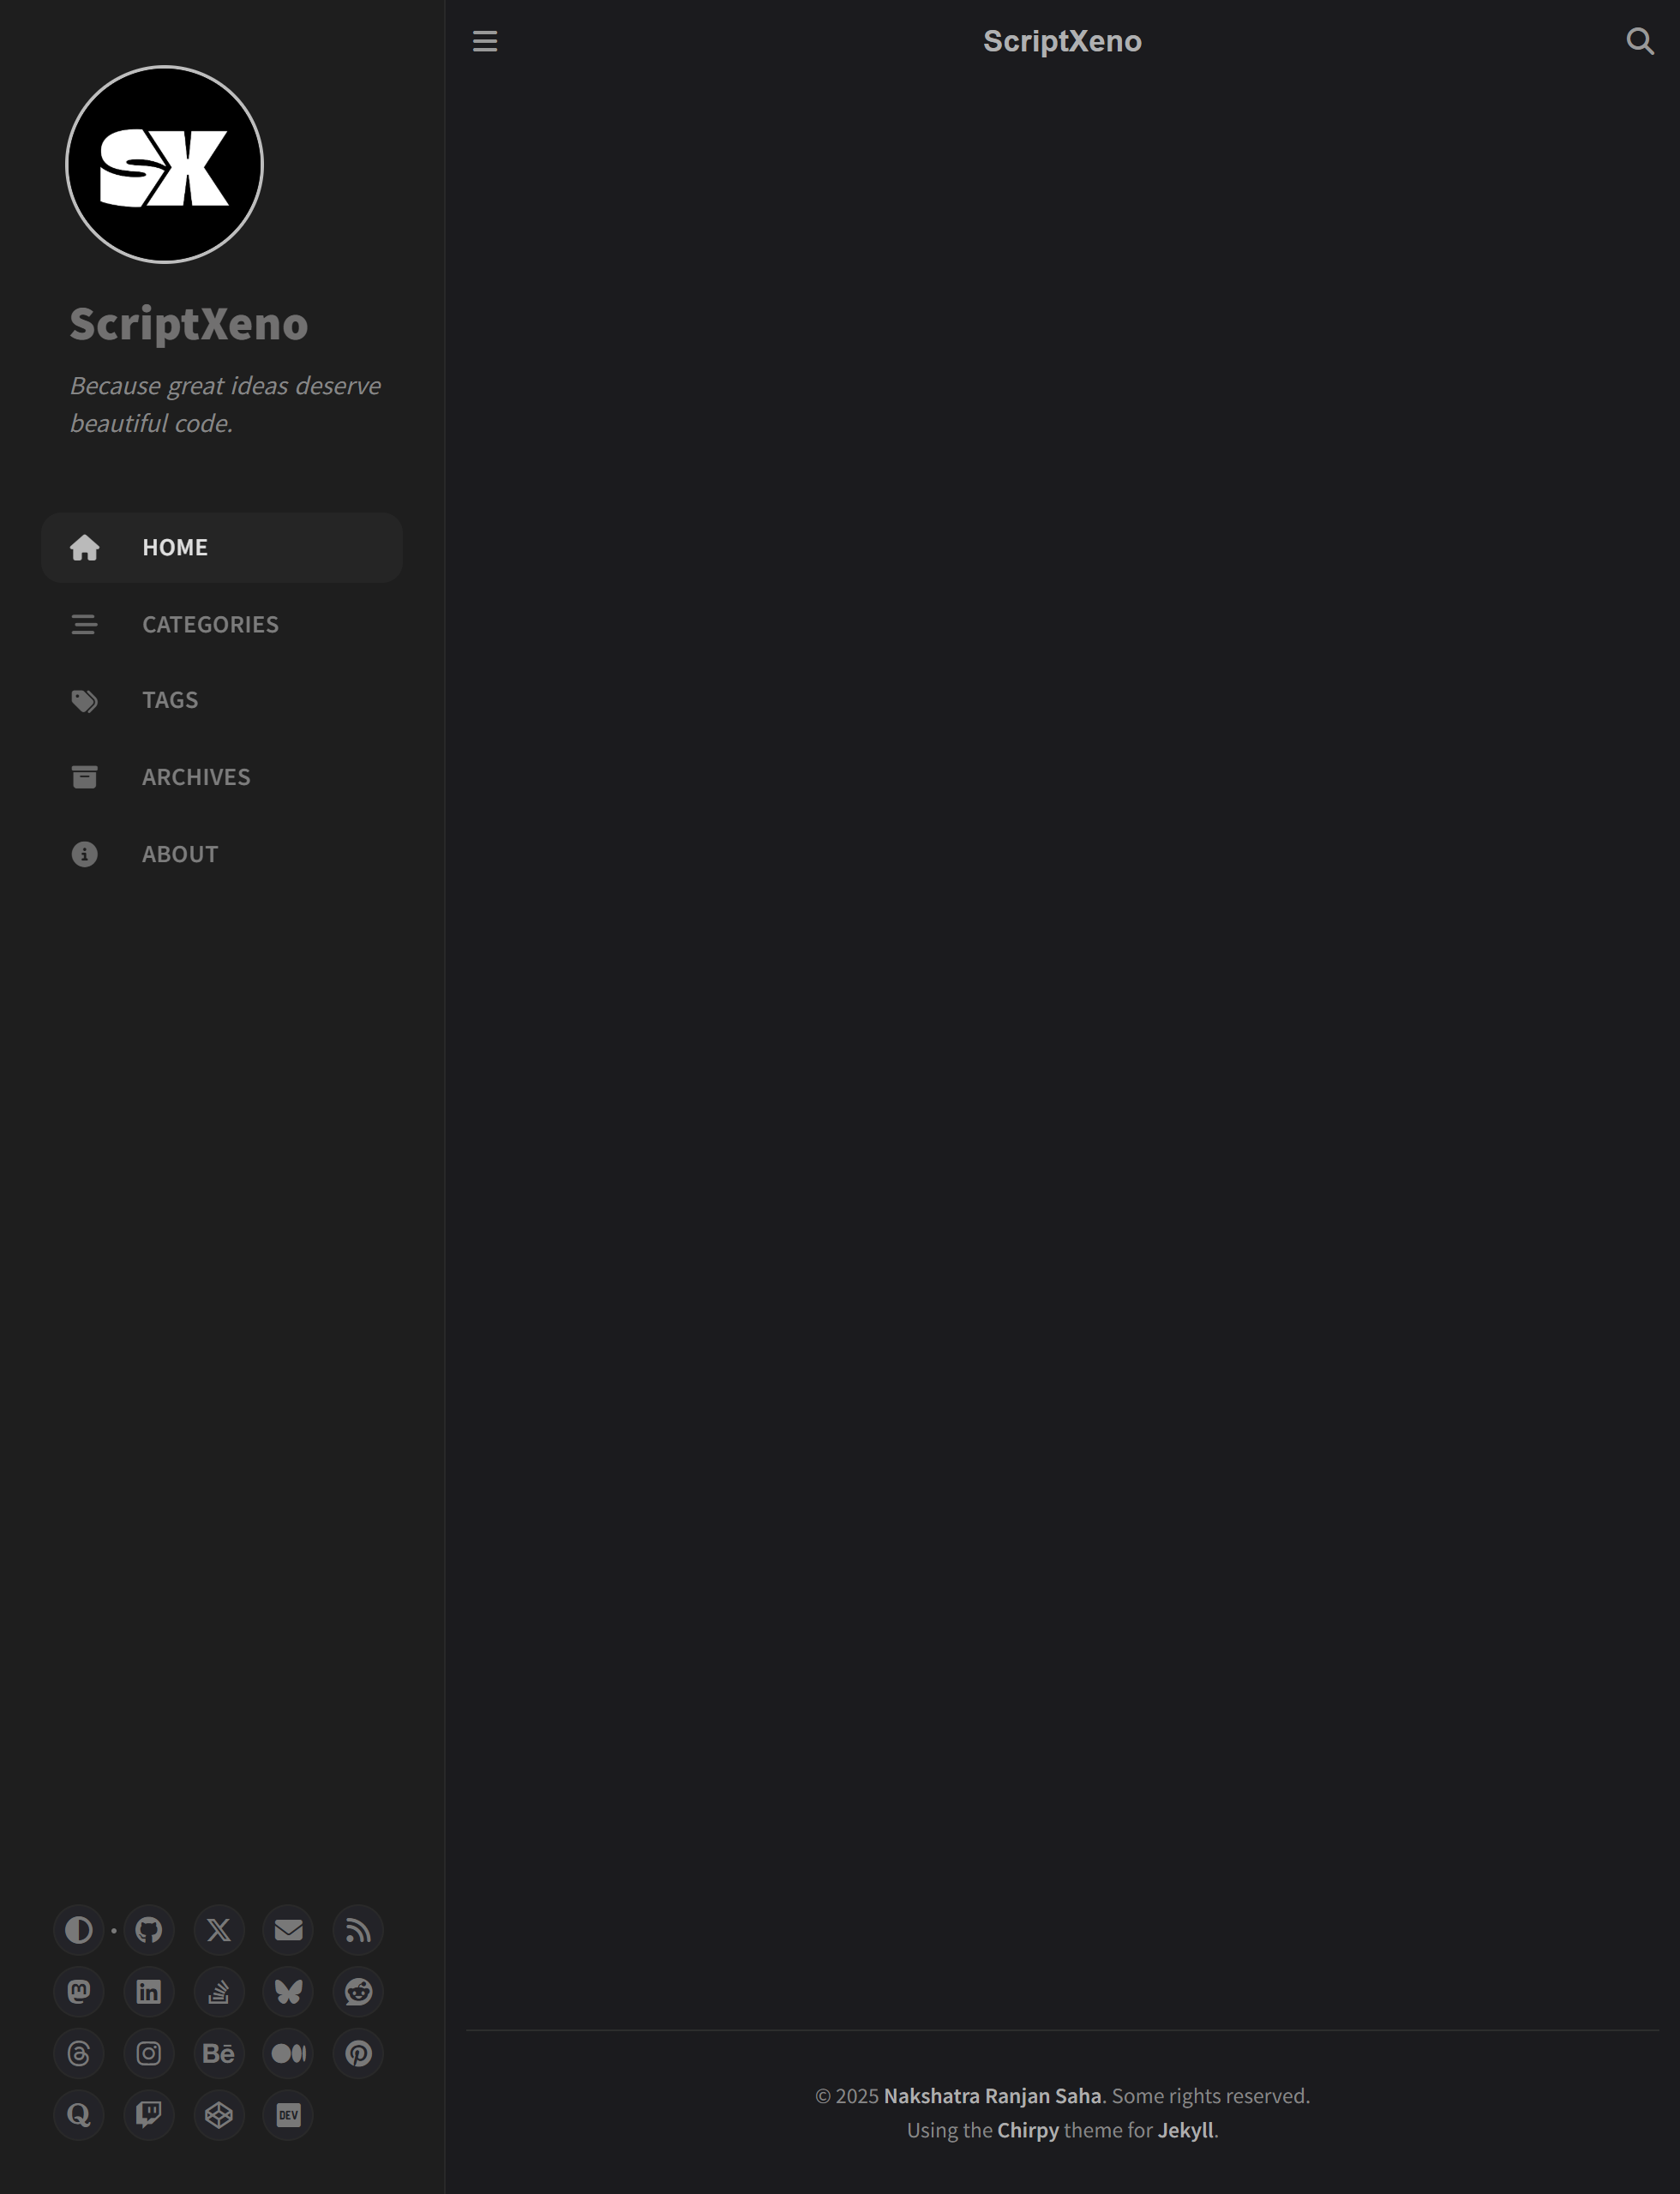 SX
ScriptXeno
Because great ideas deserve
beautiful code.
HOME
CATEGORIES
TAGS
ARCHIVES
ABOUT
Bē
DEV
ScriptXeno
© 2025 Nakshatra Ranjan Saha. Some rights reserved.
Using the Chirpy theme for Jekyll.